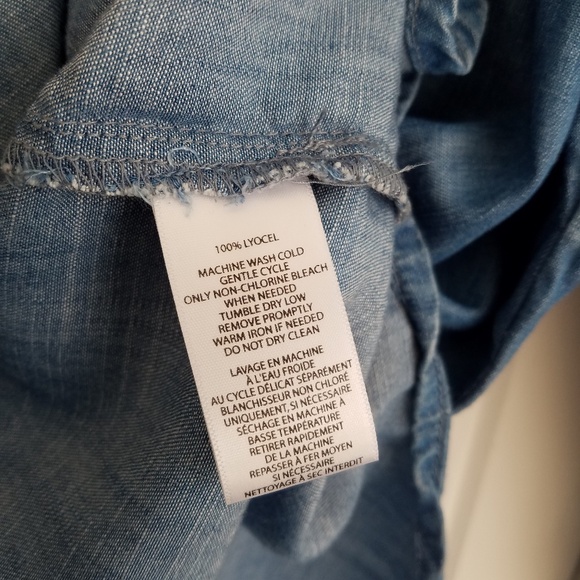 100% LYOCEL
MACHINE WASH COLD
GENTLE CYCLE
ONLY NON-CHLORINE BLEACH
WHEN NEEDED
TUMBLE DRY LOW
REMOVE PROMPTLY
WARM IRON IF NEEDED
DO NOT DRY CLEAN
LAVAGE EN MACHINE
À L'EAU FROIDE
AU CYCLE DÉLICAT SÉPARÉMENT
BLANCHISSEUR NON CHLORÉ
UNIQUEMENT, SI NÉCESSAIRE
SÉCHAGE EN MACHINE À
BASSE TEMPÉRATURE
RETIRER RAPIDEMENT
DE LA MACHINE
REPASSER À FER MOYEN
SI NÉCESSAIRE
NETTOYAGE À SEC INTERDIT